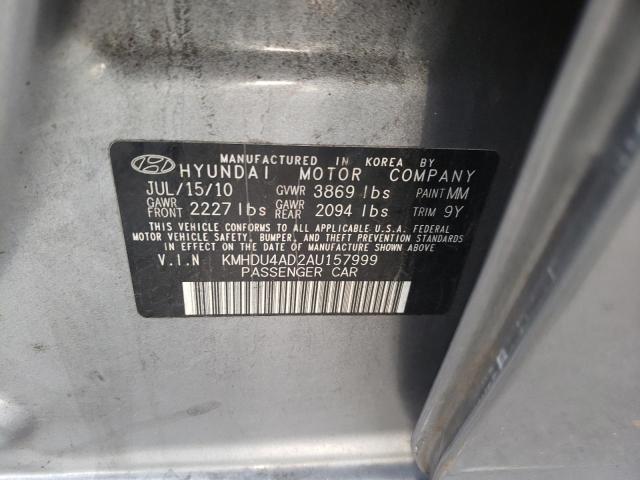 MANUFACTURED IN KOREA BY
HYUNDAI MOTOR COMPANY
JUL/15/10 GVWR 3869 lbs PAINT MM
GAWR FRONT 2227 lbs GAWR REAR 2094 lbs TRIM 9Y
THIS VEHICLE CONFORMS TO ALL APPLICABLE U.S.A. FEDERAL
MOTOR VEHICLE SAFETY, BUMPER, AND THEFT PREVENTION STANDARDS
IN EFFECT ON THE DATE OF MANUFACTURE SHOWN ABOVE
V.I.N KMHDU4AD2AU157999
PASSENGER CAR